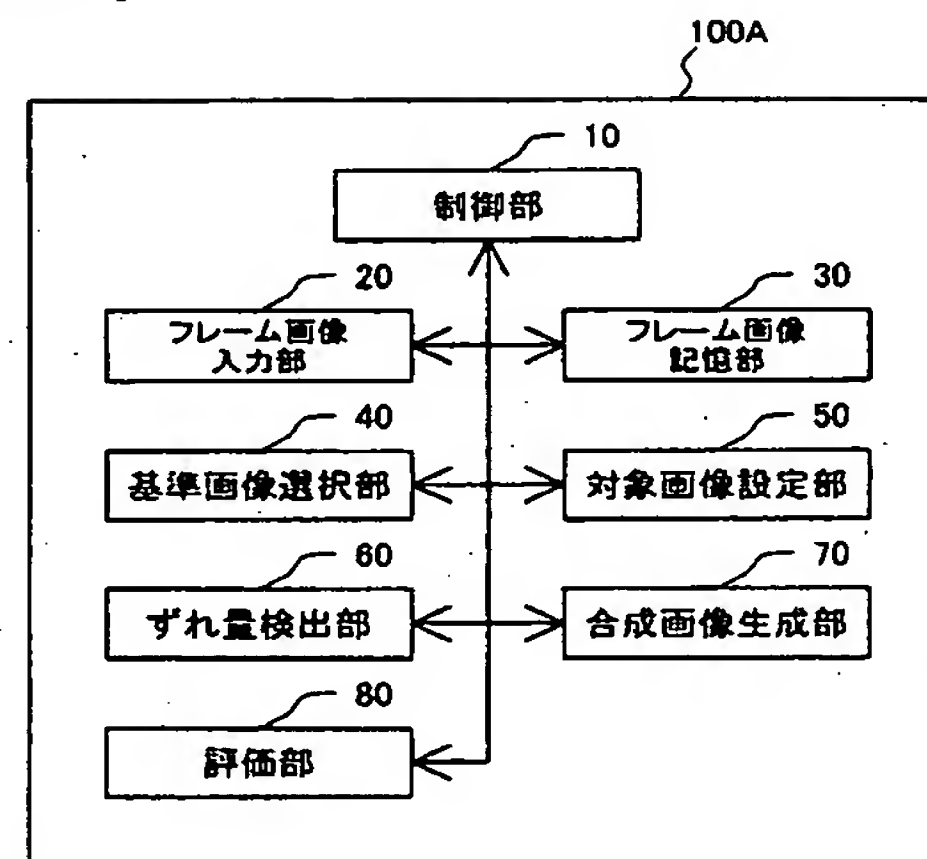 100A
10
制御部
20
30
フレーム画像
入力部
フレーム画像
記憶部
40
50
基準画像選択部
対象画像設定部
60
70
ずれ量検出部
合成画像生成部
80
評価部